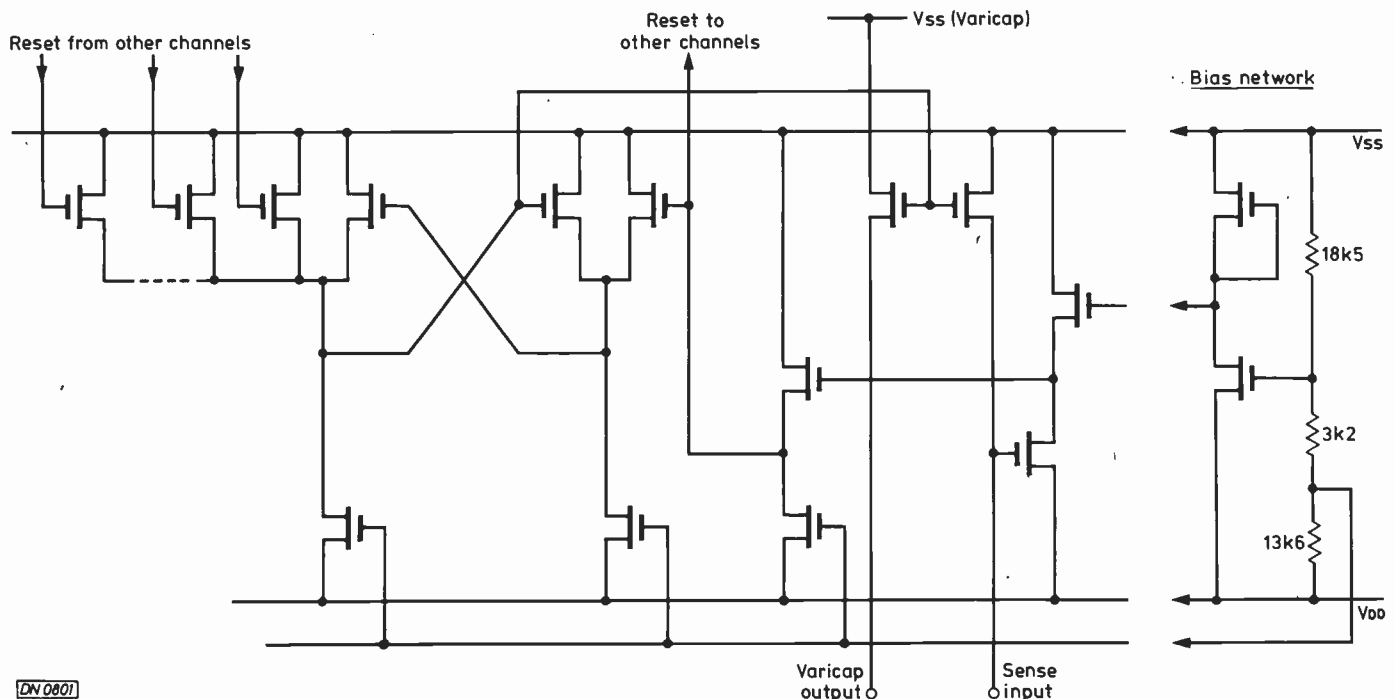 Reset from other channels
Reset to
other channels
Vss (Varicap)
Bias network
Vss
18k5
3k2
13k6
VDD
Varicap
output
Sense
input
DN 0801